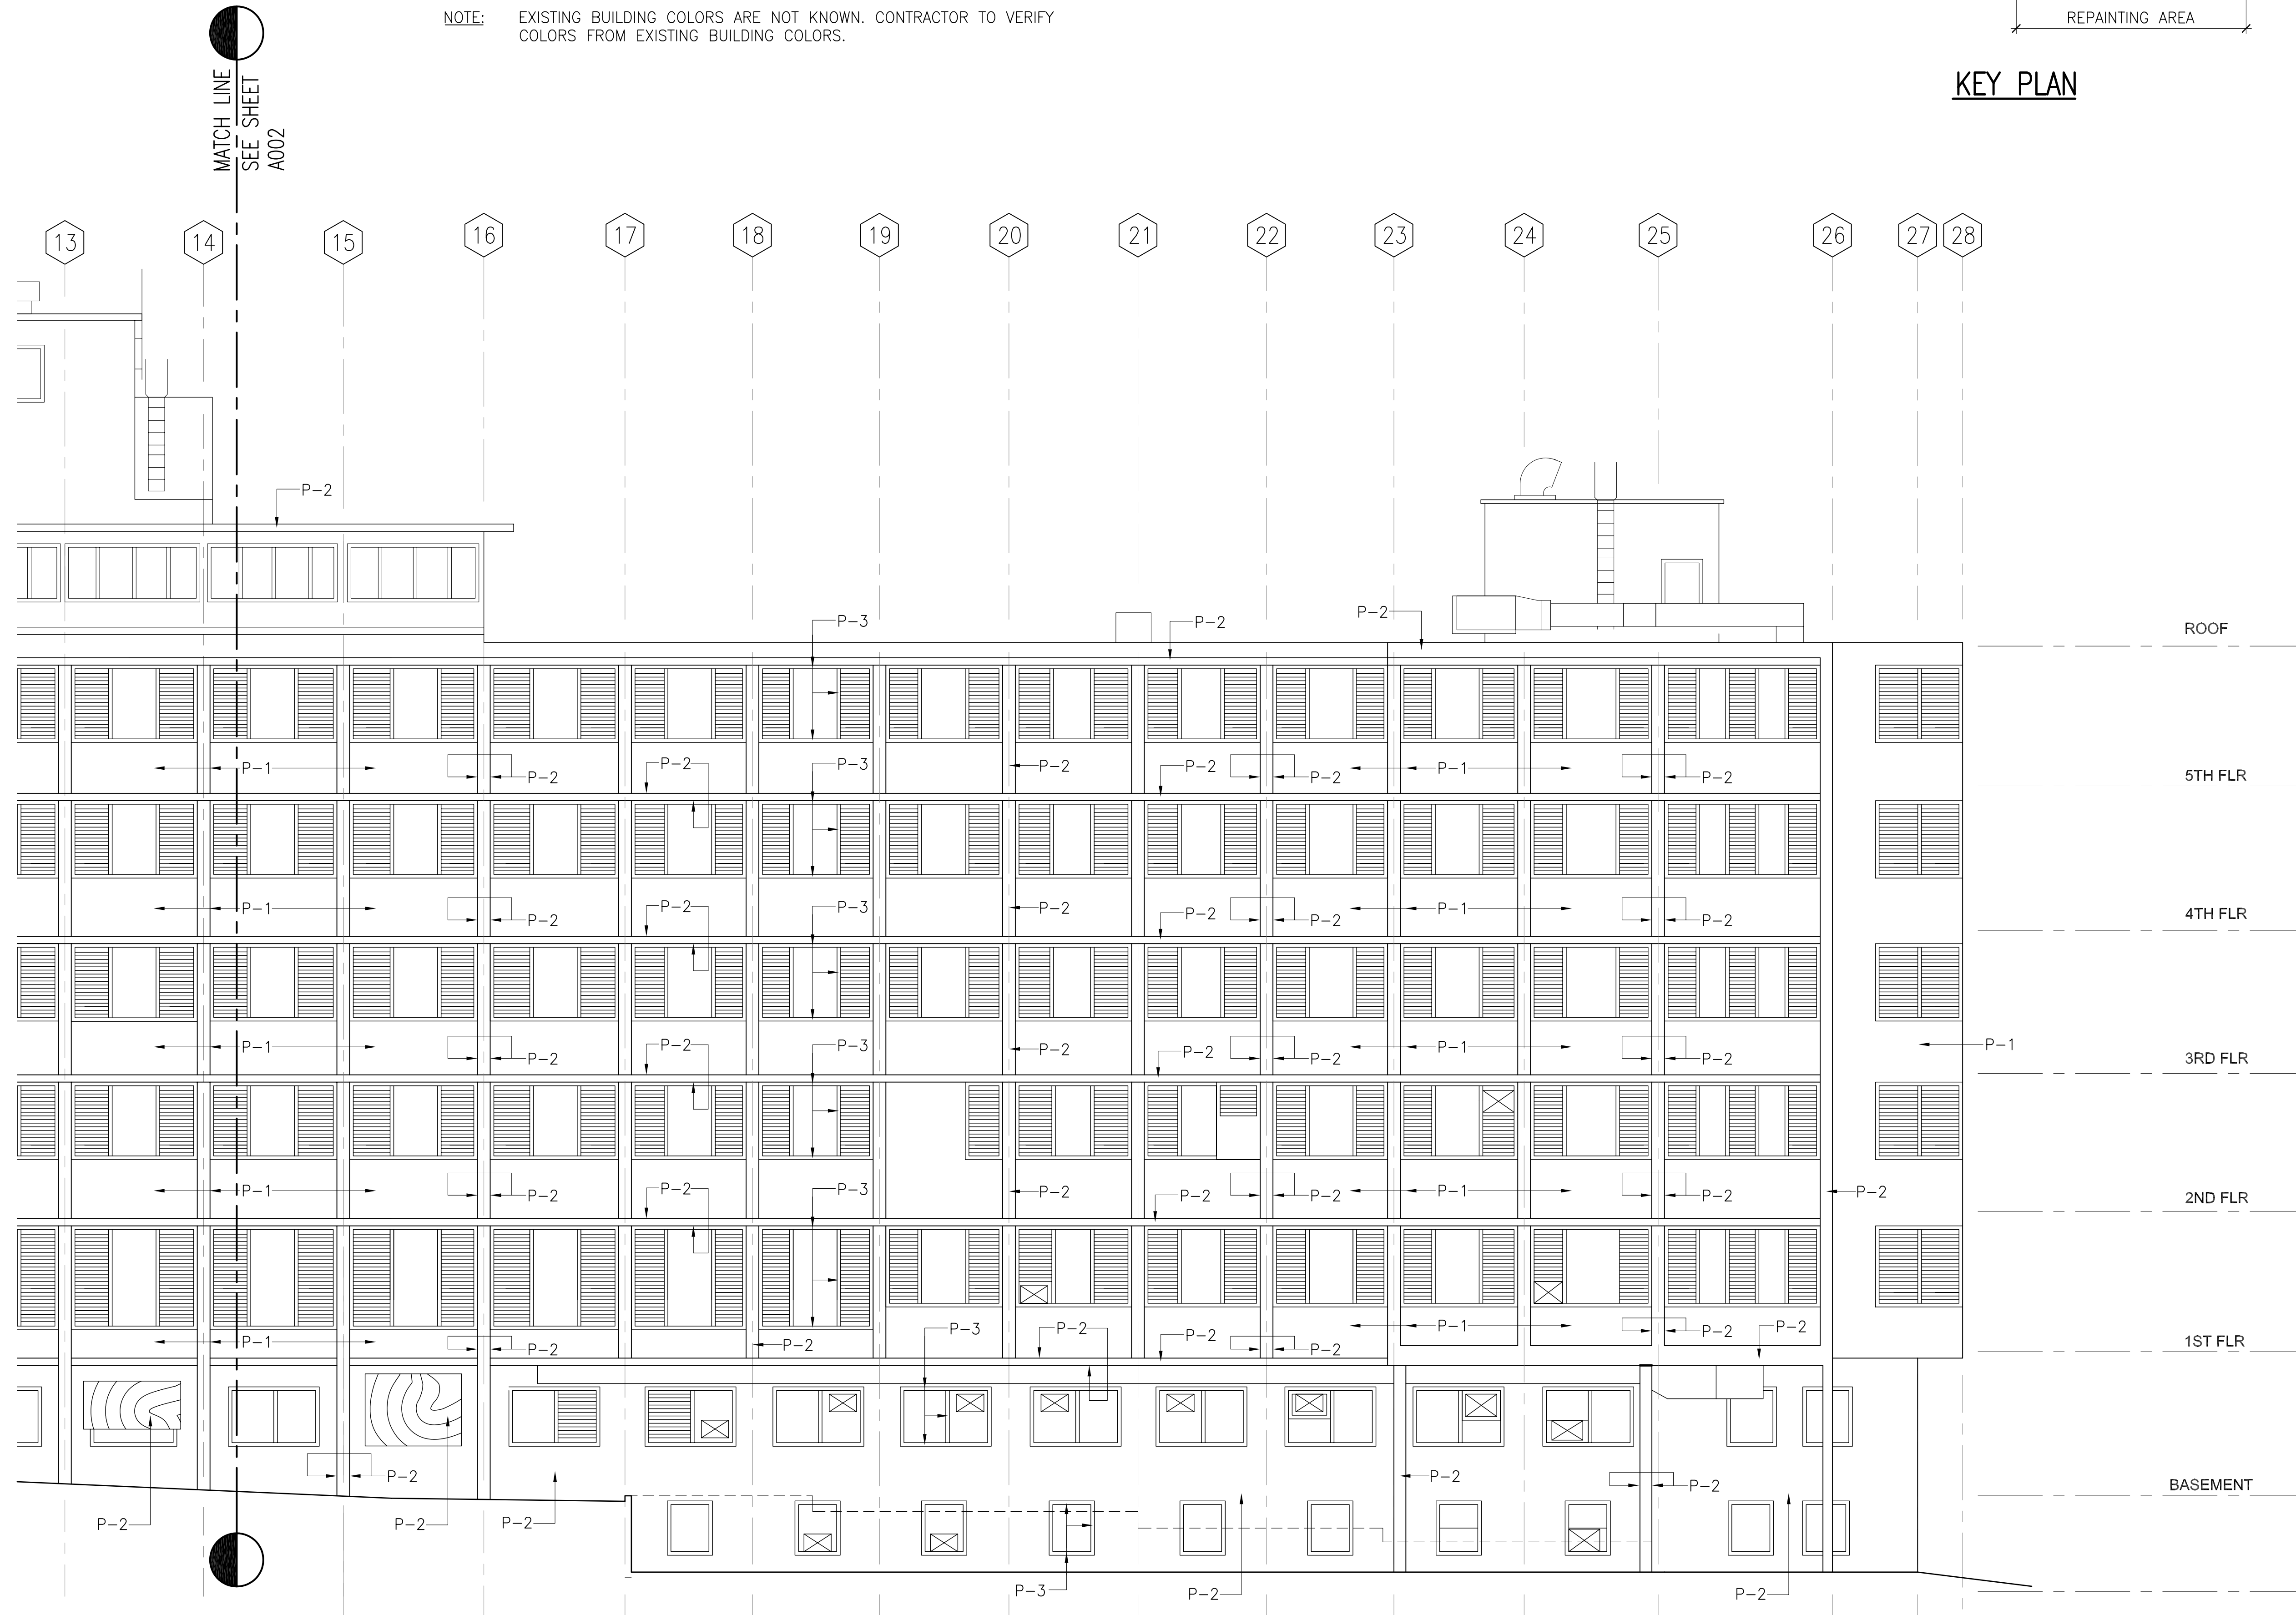 NOTE: EXISTING BUILDING COLORS ARE NOT KNOWN. CONTRACTOR TO VERIFY
COLORS FROM EXISTING BUILDING COLORS.
REPAINTING AREA
KEY PLAN
MATCH LINE
SEE SHEET
A002
13 14 15 16 17 18 19 20 21 22 23 24 25 26 27 28
P-2
P-3 P-2 P-2
ROOF
P-1 P-2 P-2 P-3 P-2 P-2 P-2 P-1 P-2
5TH FLR
P-1 P-2 P-2 P-3 P-2 P-2 P-2 P-1 P-2
4TH FLR
P-1 P-2 P-2 P-3 P-2 P-2 P-2 P-1 P-2 P-1
3RD FLR
P-1 P-2 P-2 P-3 P-2 P-2 P-2 P-1 P-2 P-2
2ND FLR
P-1 P-2 P-2 P-3 P-2 P-2 P-2 P-1 P-2 P-2
1ST FLR
P-2 P-2 P-2
BASEMENT
P-2 P-2 P-2
P-3 P-2 P-2